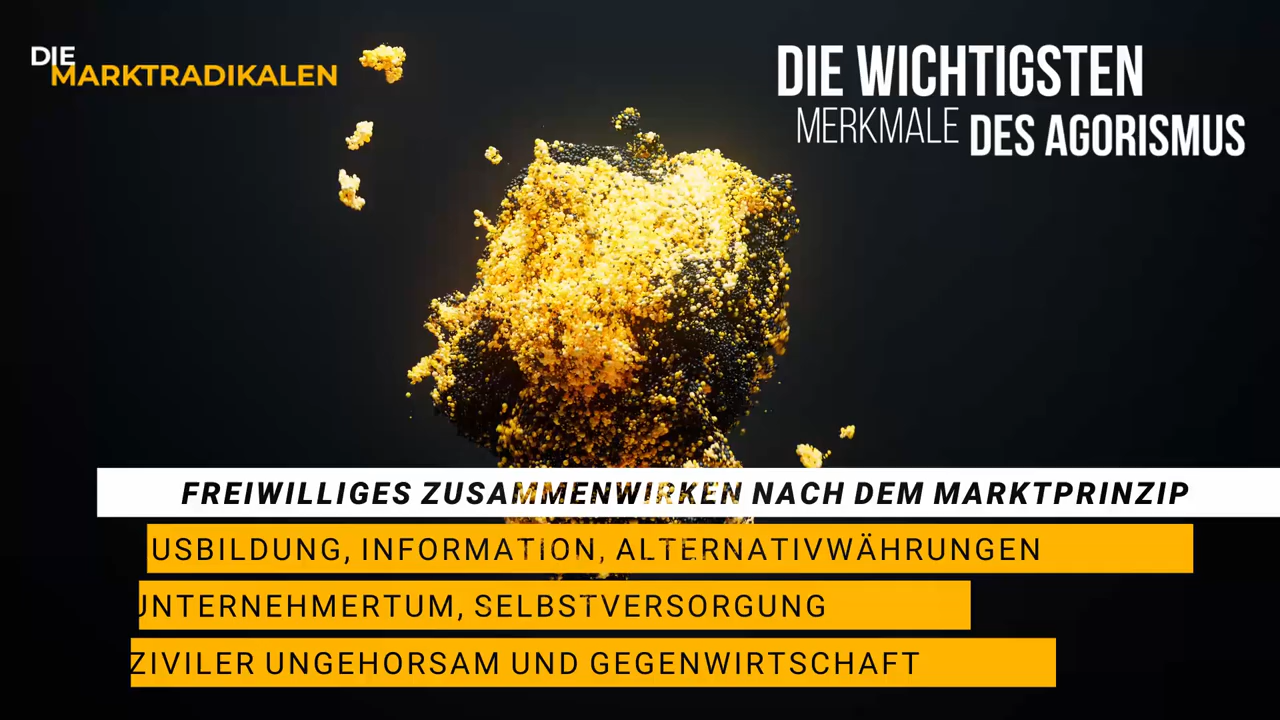 DIE
MARKTRADIKALEN
DIE WICHTIGSTEN
MERKMALE DES AGORISMUS
FREIWILLIGES ZUSAMMENWIRKEN NACH DEM MARKTPRINZIP
USBILDUNG, INFORMATION, ALTERNATIVWÄHRUNGEN
UNTERNEHMERTUM, SELBSTVERSORGUNG
ZIVILER UNGEHORSAM UND GEGENWIRTSCHAFT